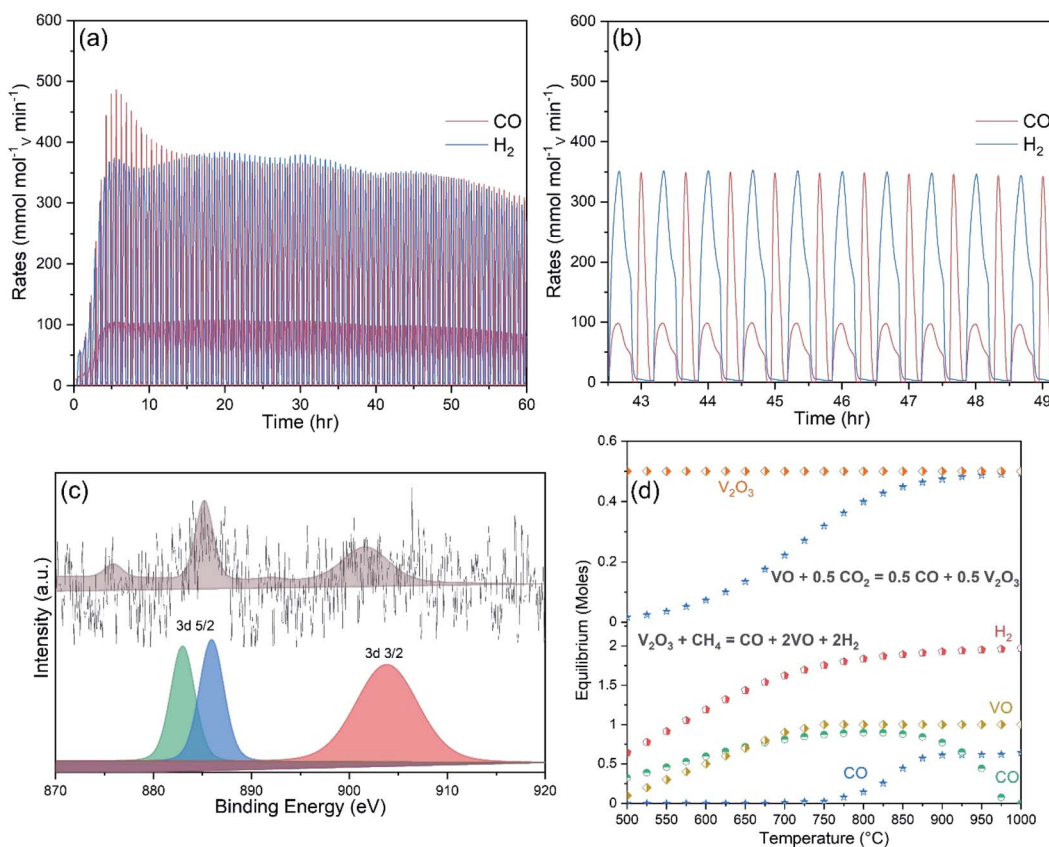 (a)
600
500
400
300
200
100
0
0 10 20 30 40 50 60
Time (hr)
Rates (mmol mol⁻¹ᵥ min⁻¹)
CO
H₂
(b)
600
500
400
300
200
100
0
43 44 45 46 47 48 49
Time (hr)
Rates (mmol mol⁻¹ᵥ min⁻¹)
CO
H₂
(c)
3d 5/2
3d 3/2
Intensity (a.u.)
870 880 890 900 910 920
Binding Energy (eV)
(d)
0.6
0.4
0.2
0
2
1.5
1
0.5
0
V₂O₃
VO + 0.5 CO₂ = 0.5 CO + 0.5 V₂O₃
V₂O₃ + CH₄ = CO + 2VO + 2H₂
H₂
VO
CO
CO
Equilibrium (Moles)
500 550 600 650 700 750 800 850 900 950 1000
Temperature (°C)